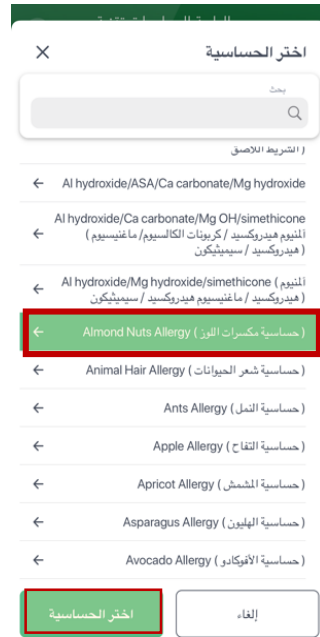 اختر الحساسية
بحث
( الشريط اللاصق
Al hydroxide/ASA/Ca carbonate/Mg hydroxide
Al hydroxide/Ca carbonate/Mg OH/simethicone
( ألمنيوم هيدروكسيد / كربونات الكالسيوم/ ماغنيسيوم
هيدروكسيد / سيميثيكون )
Al hydroxide/Mg hydroxide/simethicone ( ألمنيوم
هيدروكسيد / ماغنيسيوم هيدروكسيد / سيميثيكون )
Almond Nuts Allergy ( حساسية مكسرات اللوز )
Animal Hair Allergy ( حساسية شعر الحيوانات )
Ants Allergy ( حساسية النمل )
Apple Allergy ( حساسية التفاح )
Apricot Allergy ( حساسية المشمش )
Asparagus Allergy ( حساسية الهليون )
Avocado Allergy ( حساسية الأفوكادو )
إلغاء
اختر الحساسية